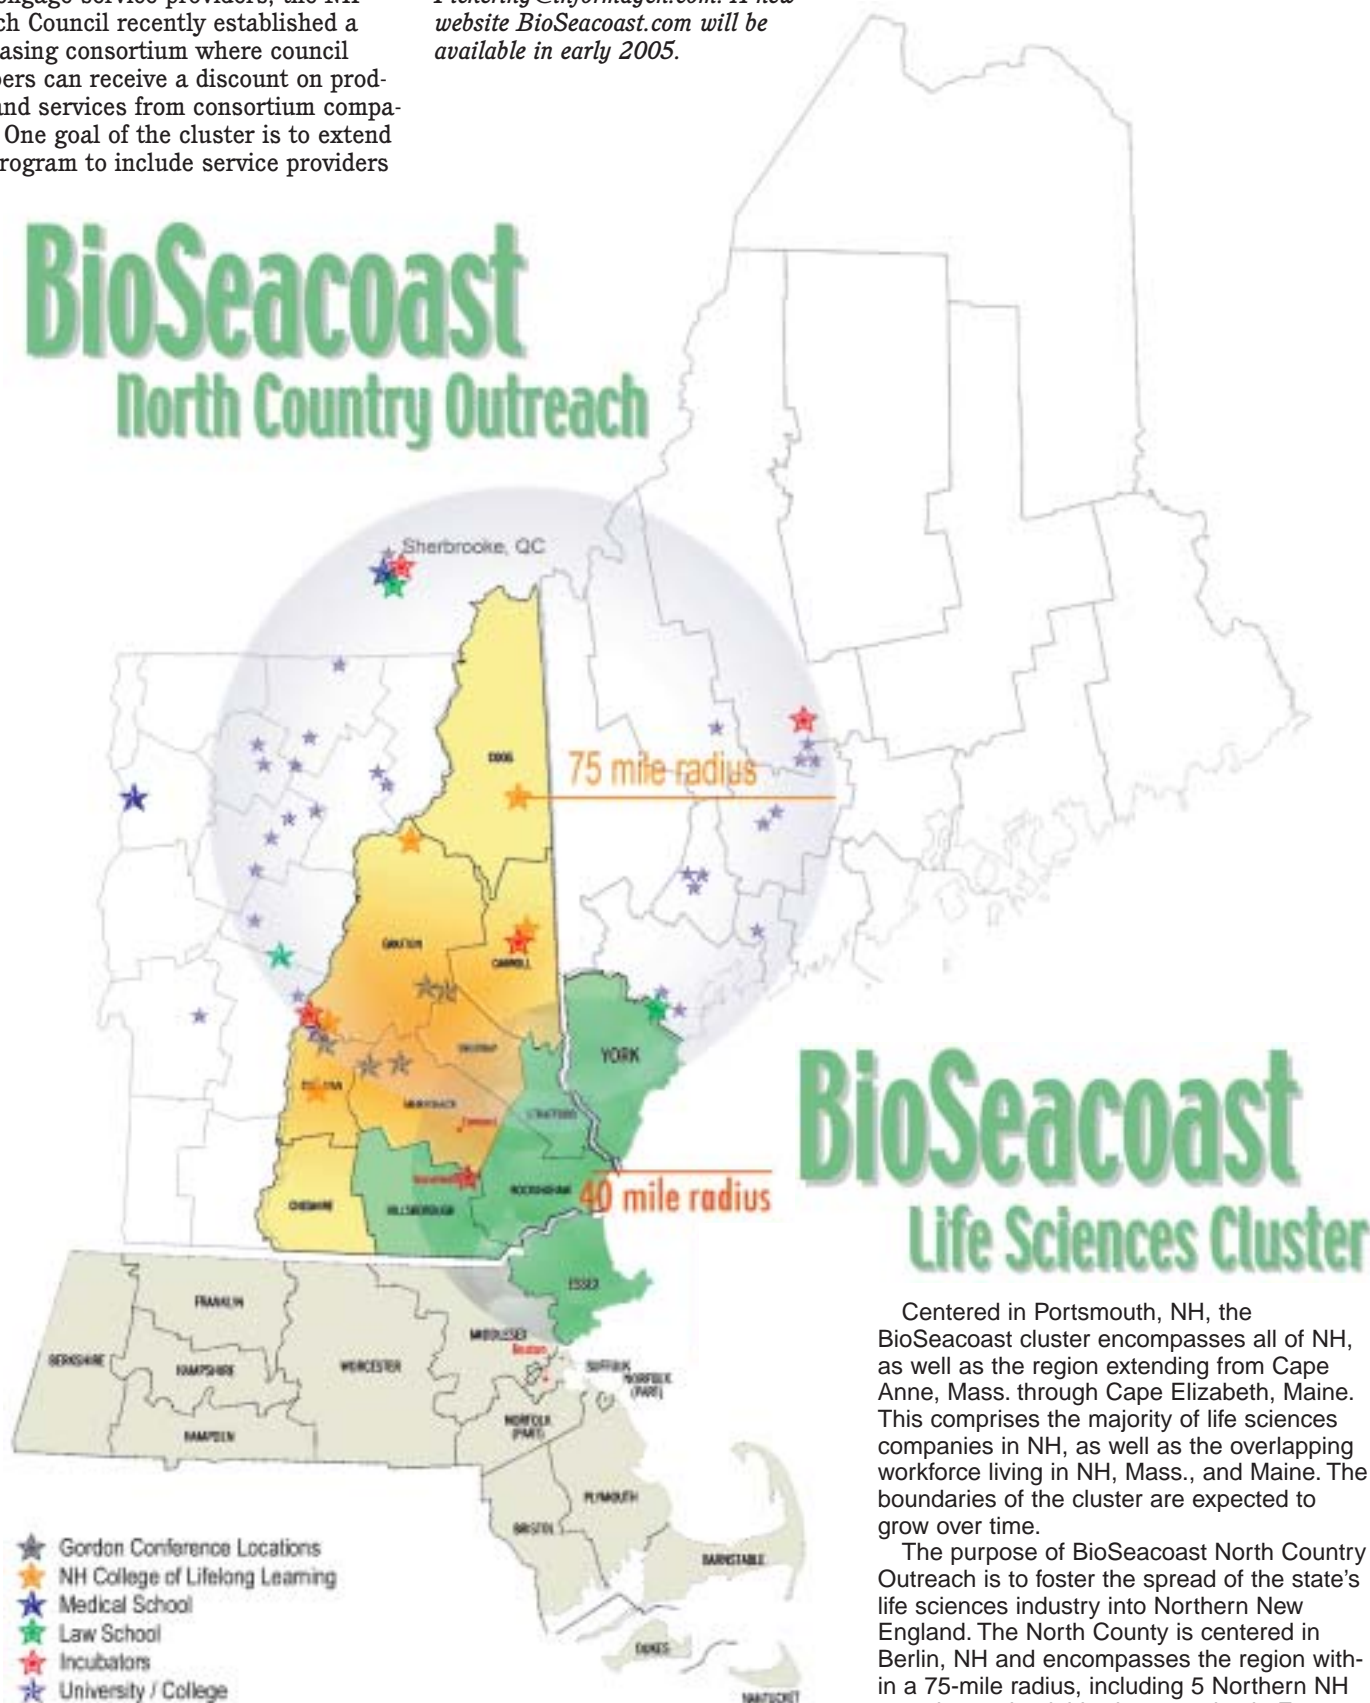 engage service providers, the NH
ch Council recently established a
asing consortium where council
bers can receive a discount on prod-
and services from consortium compa-
One goal of the cluster is to extend
rogram to include service providers
Pickering@informagen.com. A new
website BioSeacoast.com will be
available in early 2005.
BioSeacoast
North Country Outreach
Sherbrooke, QC
COOS
75 mile radius
GRAFTON
CARROLL
BELKNAP
SULLIVAN
MERRIMACK
STRAFFORD
YORK
ROCKINGHAM
40 mile radius
CHESHIRE
HILLSBOROUGH
ESSEX
FRANKLIN
MIDDLESEX
Boston
BERKSHIRE
HAMPSHIRE
WORCESTER
SUFFOLK
NORFOLK
(PART)
HAMPDEN
NORFOLK
(PART)
PLYMOUTH
BRISTOL
BARNSTABLE
DUKES
NANTUCKET
Gordon Conference Locations
NH College of Lifelong Learning
Medical School
Law School
Incubators
University / College
BioSeacoast
Life Sciences Cluster
Centered in Portsmouth, NH, the
BioSeacoast cluster encompasses all of NH,
as well as the region extending from Cape
Anne, Mass. through Cape Elizabeth, Maine.
This comprises the majority of life sciences
companies in NH, as well as the overlapping
workforce living in NH, Mass., and Maine. The
boundaries of the cluster are expected to
grow over time.
The purpose of BioSeacoast North Country
Outreach is to foster the spread of the state's
life sciences industry into Northern New
England. The North County is centered in
Berlin, NH and encompasses the region with-
in a 75-mile radius, including 5 Northern NH